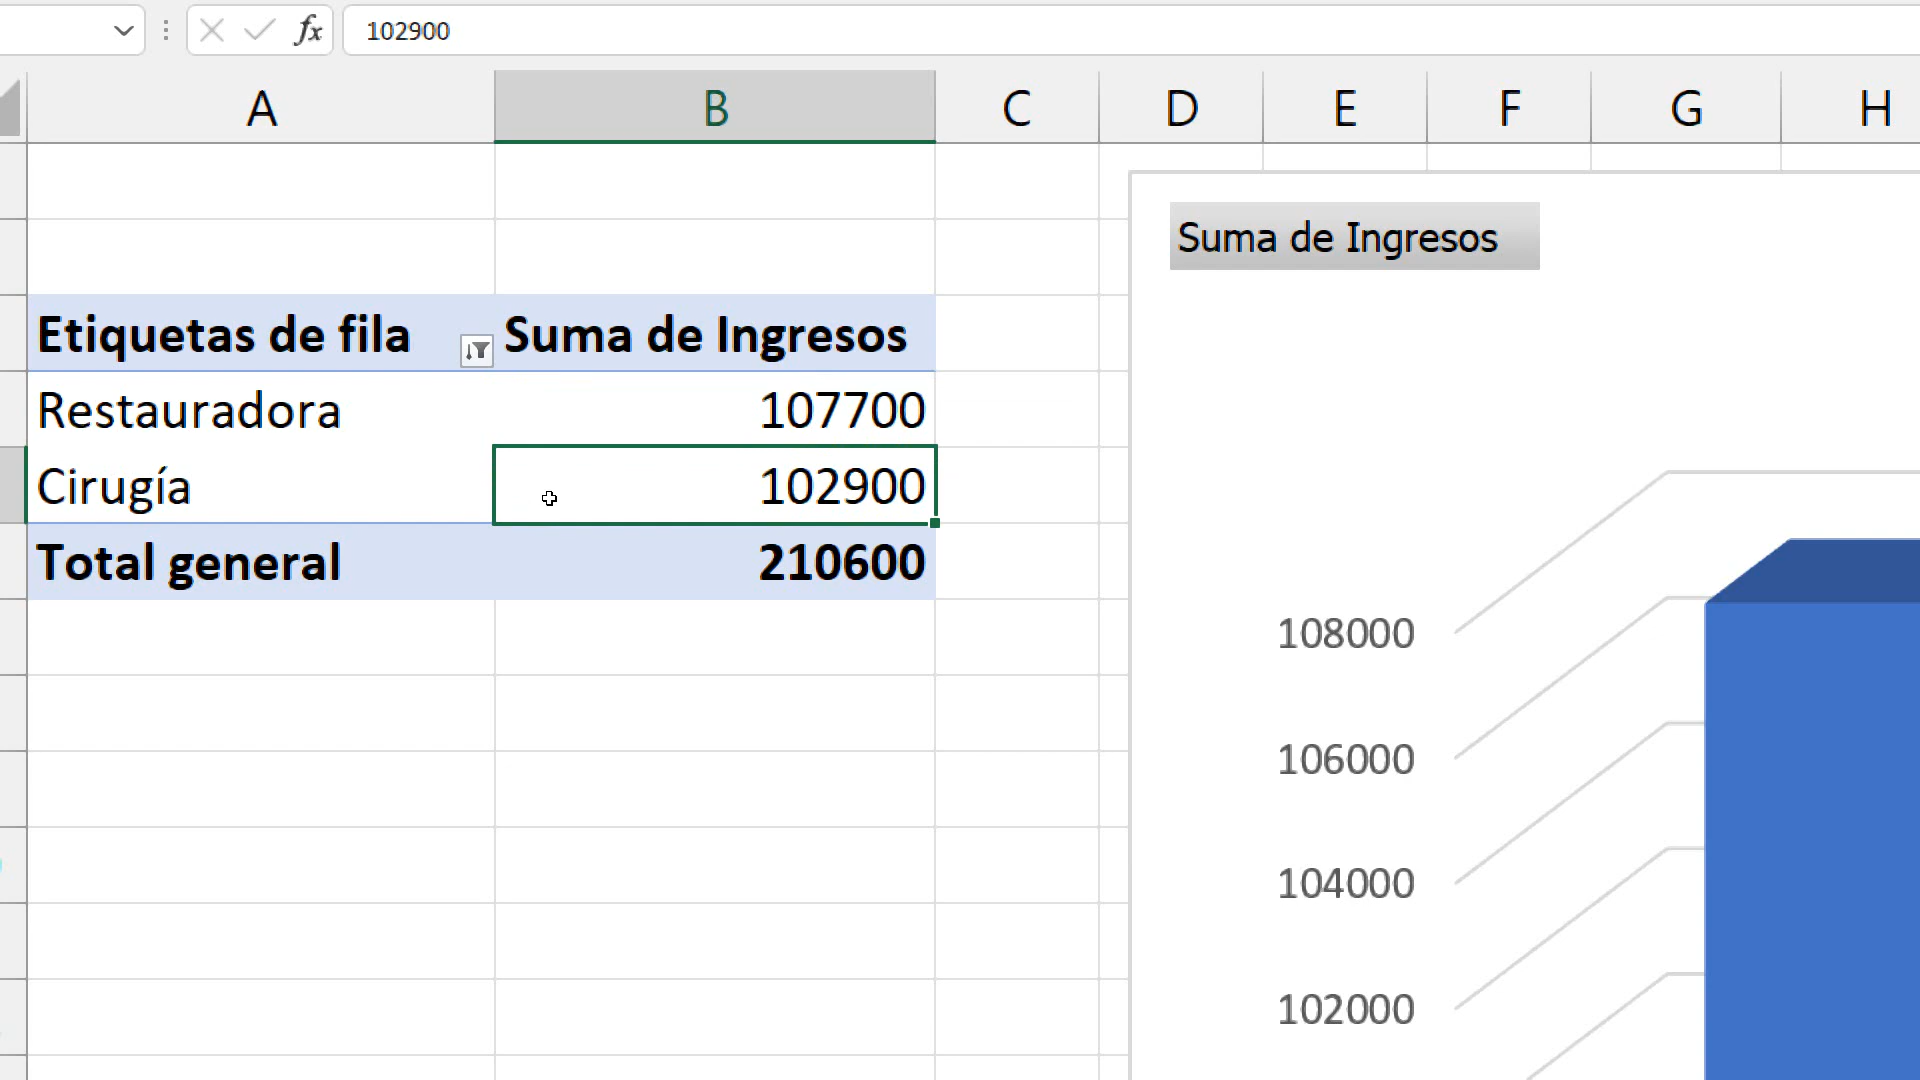 fx 102900
A B C D E F G H
Suma de Ingresos
Etiquetas de fila Suma de Ingresos
Restauradora 107700
Cirugía 102900
Total general 210600
108000
106000
104000
102000